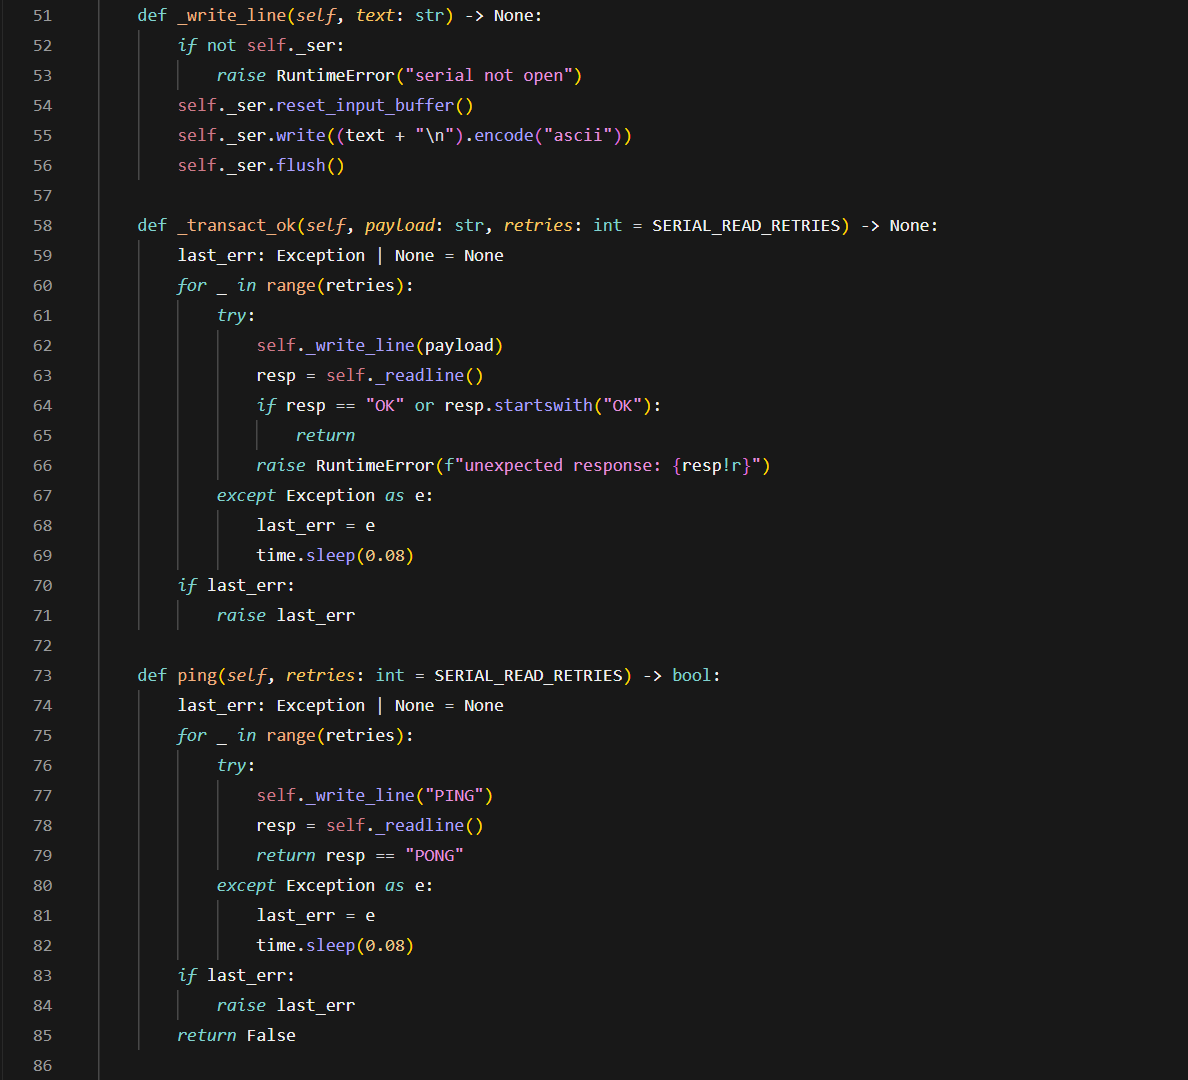 51 def _write_line(self, text: str) -> None:
52 if not self._ser:
53 raise RuntimeError("serial not open")
54 self._ser.reset_input_buffer()
55 self._ser.write((text + "\n").encode("ascii"))
56 self._ser.flush()
57
58 def _transact_ok(self, payload: str, retries: int = SERIAL_READ_RETRIES) -> None:
59 last_err: Exception | None = None
60 for _ in range(retries):
61 try:
62 self._write_line(payload)
63 resp = self._readline()
64 if resp == "OK" or resp.startswith("OK"):
65 return
66 raise RuntimeError(f"unexpected response: {resp!r}")
67 except Exception as e:
68 last_err = e
69 time.sleep(0.08)
70 if last_err:
71 raise last_err
72
73 def ping(self, retries: int = SERIAL_READ_RETRIES) -> bool:
74 last_err: Exception | None = None
75 for _ in range(retries):
76 try:
77 self._write_line("PING")
78 resp = self._readline()
79 return resp == "PONG"
80 except Exception as e:
81 last_err = e
82 time.sleep(0.08)
83 if last_err:
84 raise last_err
85 return False
86